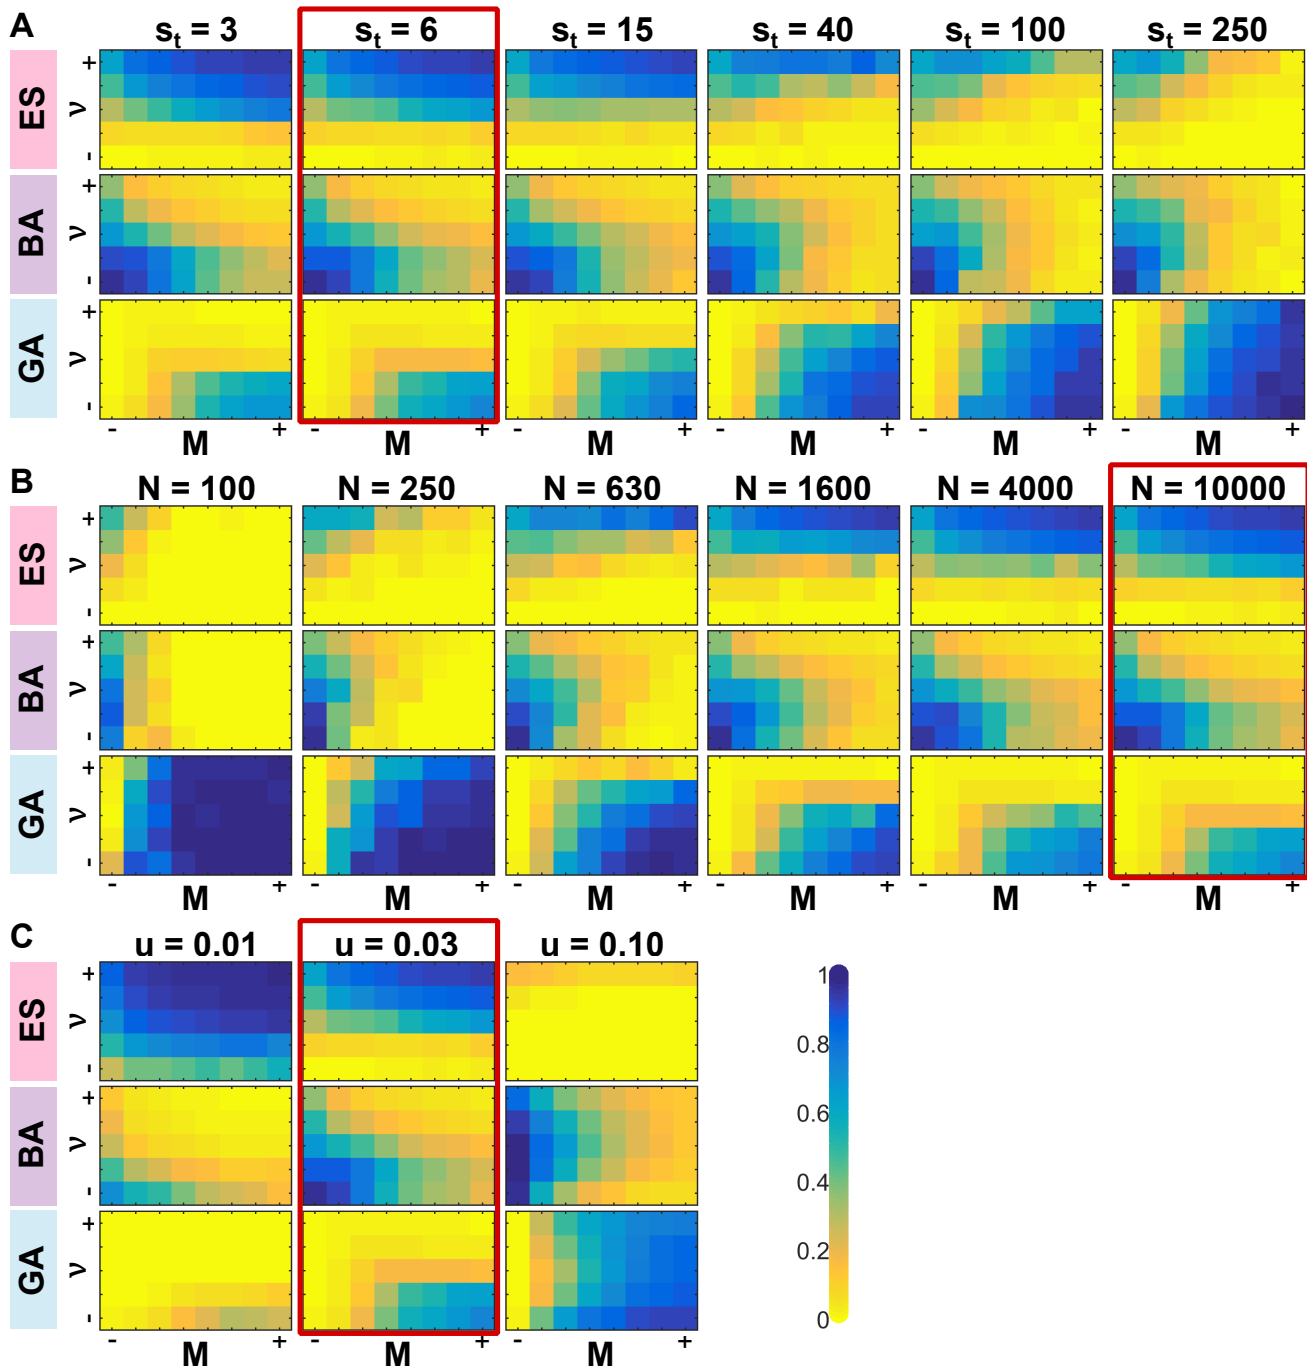 A
s_t = 3 s_t = 6 s_t = 15 s_t = 40 s_t = 100 s_t = 250
ES + ν -
BA + ν -
GA + ν -
- M + - M + - M + - M + - M + - M +
B
N = 100 N = 250 N = 630 N = 1600 N = 4000 N = 10000
ES + ν -
BA + ν -
GA + ν -
- M + - M + - M + - M + - M + - M +
C
u = 0.01 u = 0.03 u = 0.10
ES + ν -
BA + ν -
GA + ν -
- M + - M + - M +
1
0.8
0.6
0.4
0.2
0